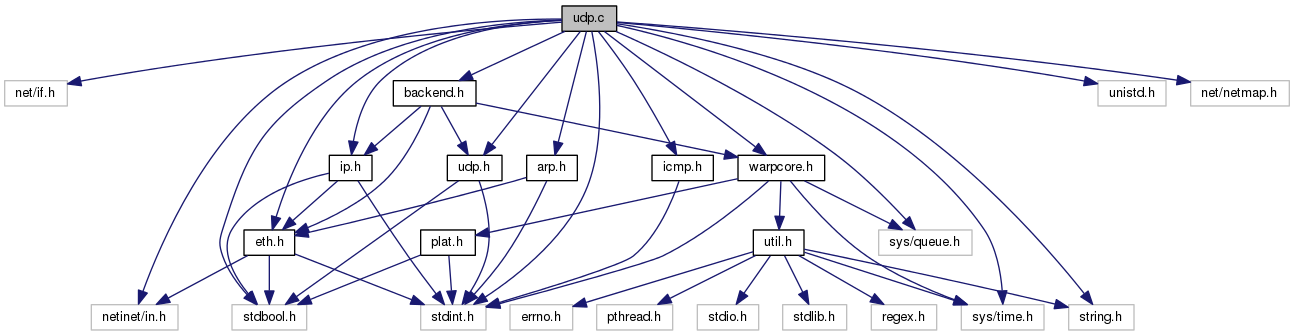 udp.c
net/if.h
backend.h
unistd.h
net/netmap.h
ip.h
udp.h
arp.h
icmp.h
warpcore.h
eth.h
plat.h
util.h
sys/queue.h
netinet/in.h
stdbool.h
stdint.h
errno.h
pthread.h
stdio.h
stdlib.h
regex.h
sys/time.h
string.h